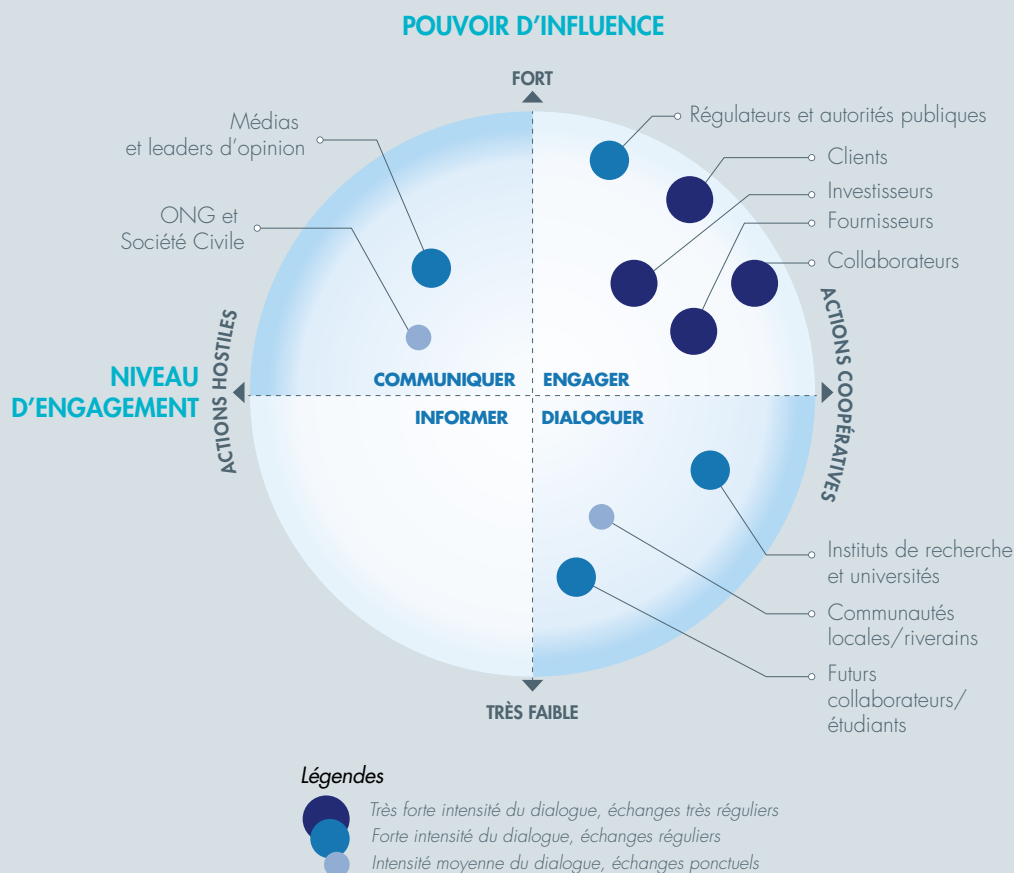 POUVOIR D'INFLUENCE
FORT
Médias
et leaders d'opinion
ONG et
Société Civile
Régulateurs et autorités publiques
Clients
Investisseurs
Fournisseurs
Collaborateurs
NIVEAU
D'ENGAGEMENT
ACTIONS HOSTILES
ACTIONS COOPÉRATIVES
COMMUNIQUER
ENGAGER
INFORMER
DIALOGUER
Instituts de recherche
et universités
Communautés
locales/riverains
Futurs
collaborateurs/
étudiants
TRÈS FAIBLE
Légendes
Très forte intensité du dialogue, échanges très réguliers
Forte intensité du dialogue, échanges réguliers
Intensité moyenne du dialogue, échanges ponctuels